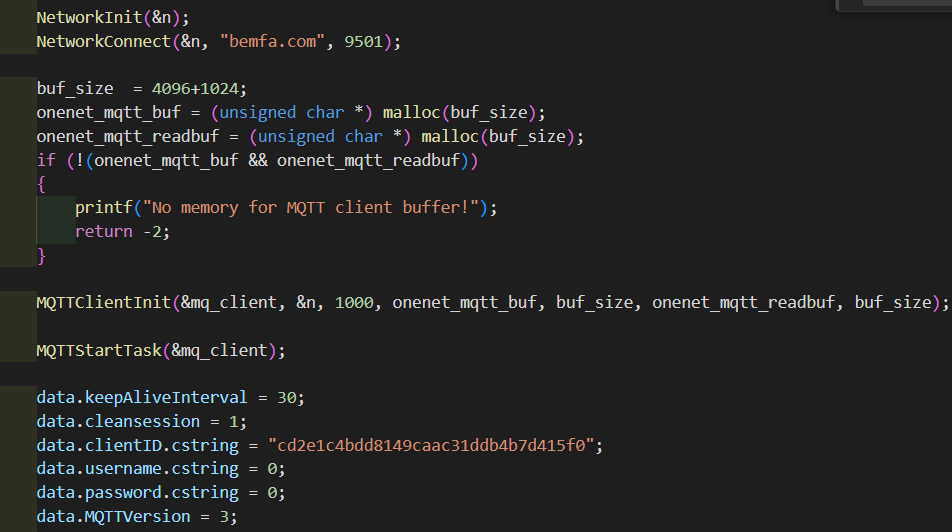 NetworkInit(&n);
NetworkConnect(&n, "bemfa.com", 9501);
buf_size  = 4096+1024;
onenet_mqtt_buf = (unsigned char *) malloc(buf_size);
onenet_mqtt_readbuf = (unsigned char *) malloc(buf_size);
if (!(onenet_mqtt_buf && onenet_mqtt_readbuf))
{
printf("No memory for MQTT client buffer!");
return -2;
}
MQTTClientInit(&mq_client, &n, 1000, onenet_mqtt_buf, buf_size, onenet_mqtt_readbuf, buf_size);
MQTTStartTask(&mq_client);
data.keepAliveInterval = 30;
data.cleansession = 1;
data.clientID.cstring = "cd2e1c4bdd8149caac31ddb4b7d415f0";
data.username.cstring = 0;
data.password.cstring = 0;
data.MQTTVersion = 3;